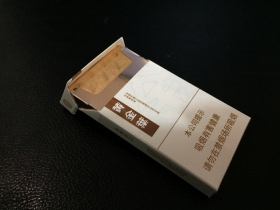 黄金葉
本公司提示
吸烟有害健康
请勿在禁烟场所吸烟